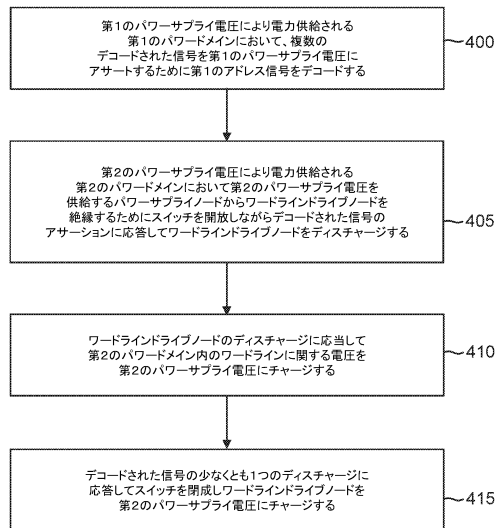 第1のパワーサプライ電圧により電力供給される
第1のパワードメインにおいて、複数の
デコードされた信号を第1のパワーサプライ電圧に
アサートするために第1のアドレス信号をデコードする
400
第2のパワーサプライ電圧により電力供給される
第2のパワードメインにおいて第2のパワーサプライ電圧を
供給するパワーサプライノードからワードラインドライブノードを
絶縁するためにスイッチを開放しながらデコードされた信号の
アサーションに応答してワードラインドライブノードをディスチャージする
405
ワードラインドライブノードのディスチャージに応当して
第2のパワードメイン内のワードラインに関する電圧を
第2のパワーサプライ電圧にチャージする
410
デコードされた信号の少なくとも1つのディスチャージに
応答してスイッチを閉成しワードラインドライブノードを
第2のパワーサプライ電圧にチャージする
415